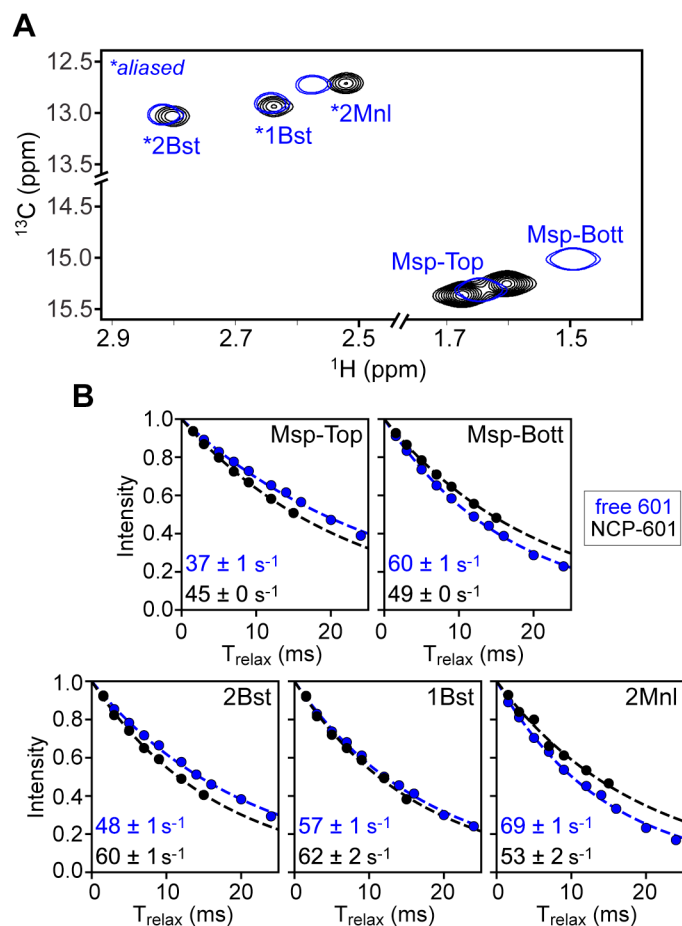 A
*aliased
12.5
13.0
13.5
14.5
15.0
15.5
¹³C (ppm)
*2Bst
*1Bst
*2MnI
Msp-Top
Msp-Bott
2.9
2.7
2.5
1.7
1.5
¹H (ppm)
B
1.0
0.8
0.6
0.4
0.2
0.0
Intensity
Msp-Top
37 ± 1 s⁻¹
45 ± 0 s⁻¹
0
10
20
T_relax (ms)
Msp-Bott
60 ± 1 s⁻¹
49 ± 0 s⁻¹
0
10
20
T_relax (ms)
free 601
NCP-601
1.0
0.8
0.6
0.4
0.2
0.0
Intensity
2Bst
48 ± 1 s⁻¹
60 ± 1 s⁻¹
0
10
20
T_relax (ms)
1Bst
57 ± 1 s⁻¹
62 ± 2 s⁻¹
0
10
20
T_relax (ms)
2MnI
69 ± 1 s⁻¹
53 ± 2 s⁻¹
0
10
20
T_relax (ms)